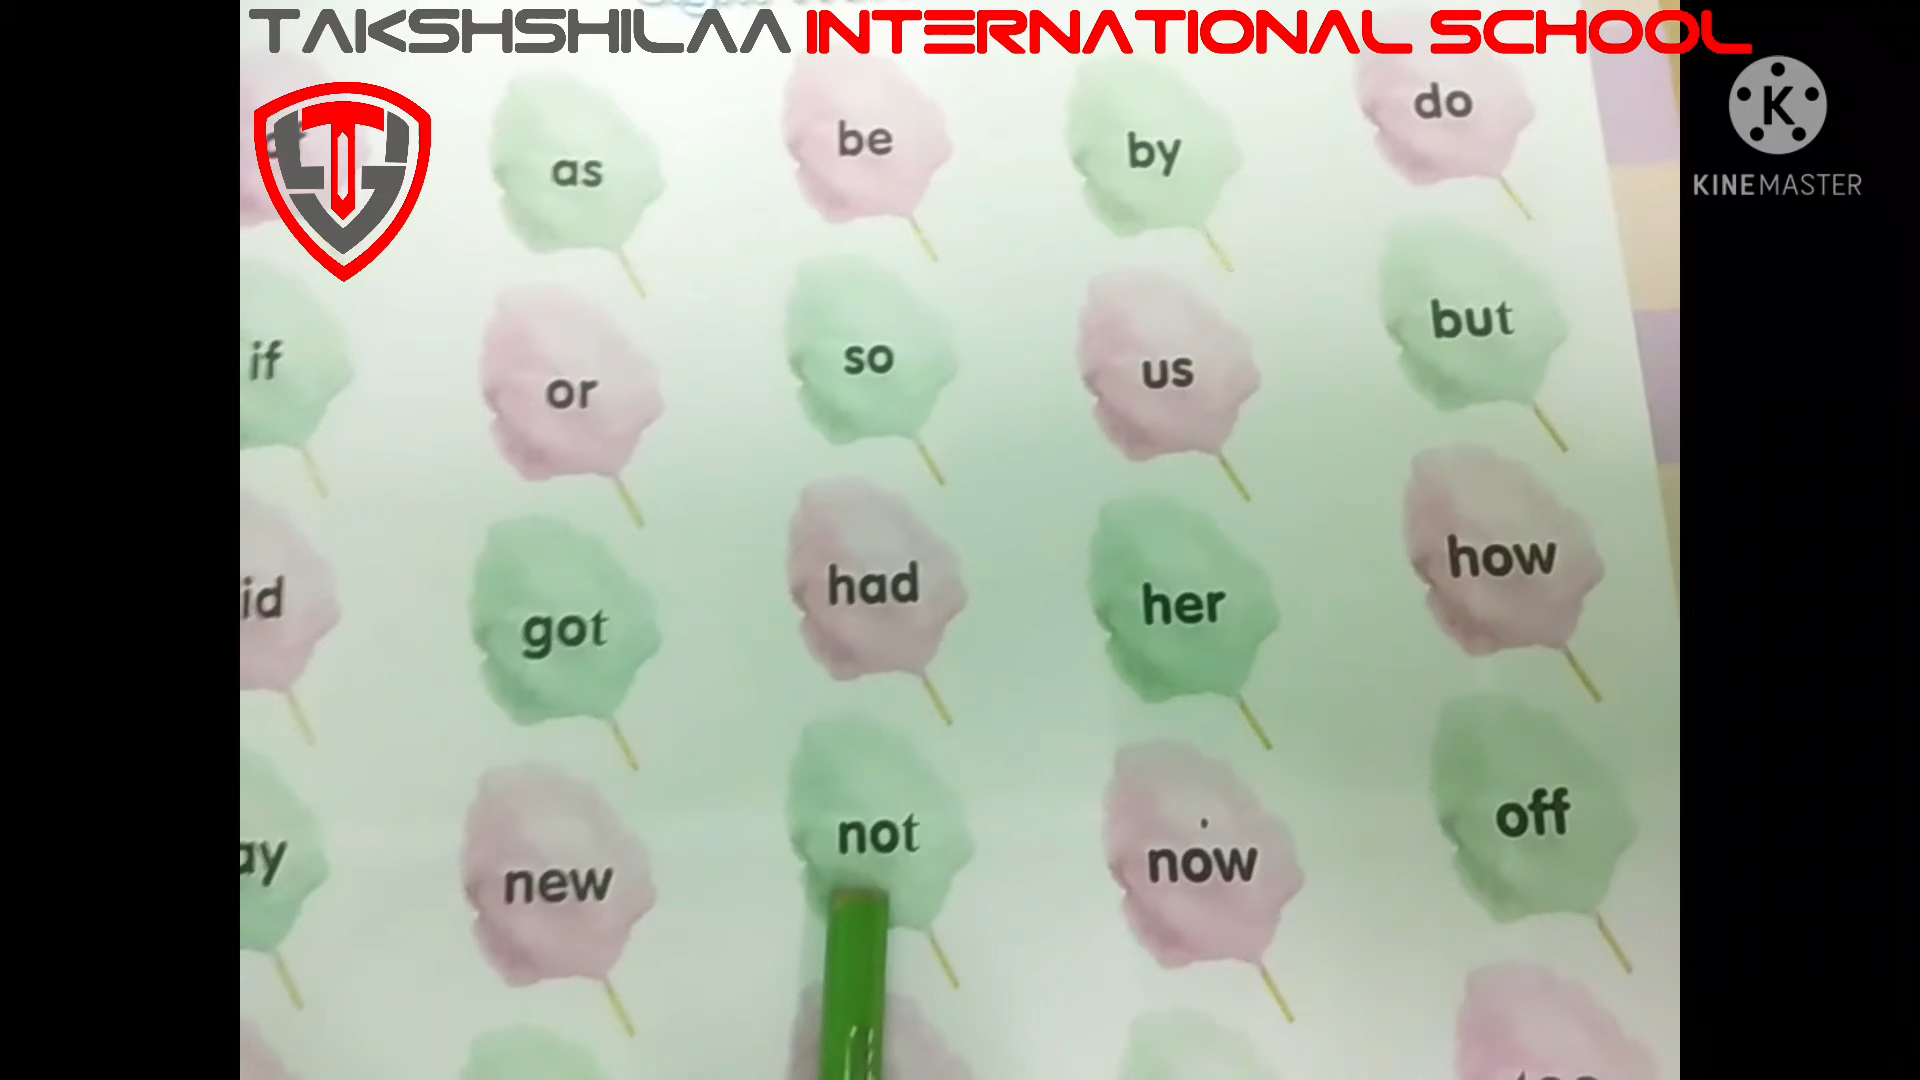 TAKSHSHILAA INTERNATIONAL SCHOOL
KINEMASTER
as be by do
if or so us but
got had her how
new not now off